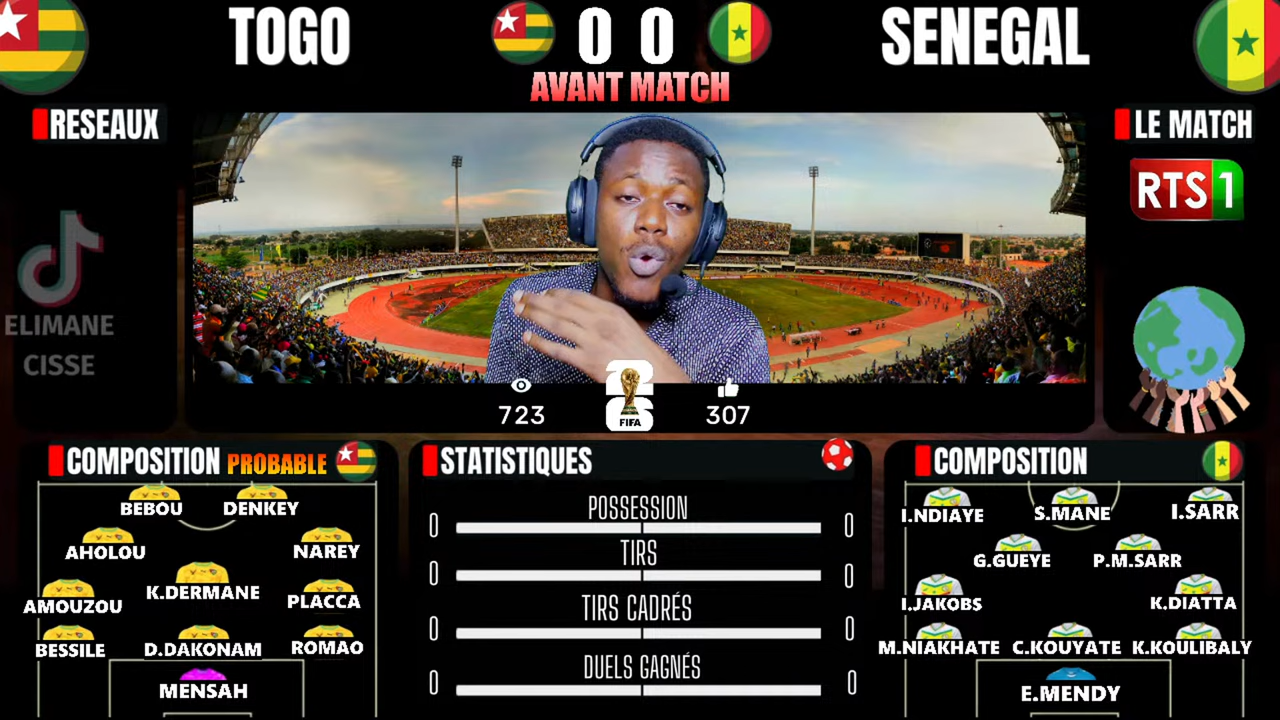 TOGO
0 0
SENEGAL
AVANT MATCH
RESEAUX
LE MATCH
RTS 1
ELIMANE
CISSE
723
FIFA
307
COMPOSITION PROBABLE
BEBOU
DENKEY
AHOLOU
NAREY
K.DERMANE
AMOUZOU
PLACCA
BESSILE
D.DAKONAM
ROMAO
MENSAH
STATISTIQUES
POSSESSION
0 0
TIRS
0 0
TIRS CADRÉS
0 0
DUELS GAGNÉS
0 0
COMPOSITION
I.NDIAYE
S.MANE
I.SARR
G.GUEYE
P.M.SARR
I.JAKOBS
K.DIATTA
M.NIAKHATE
C.KOUYATE
K.KOULIBALY
E.MENDY